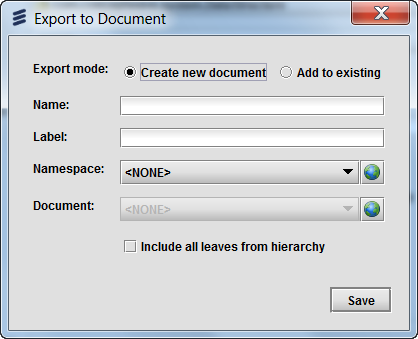 Export to Document
Export mode: Create new document Add to existing
Name:
Label:
Namespace: <NONE>
Document: <NONE>
Include all leaves from hierarchy
Save